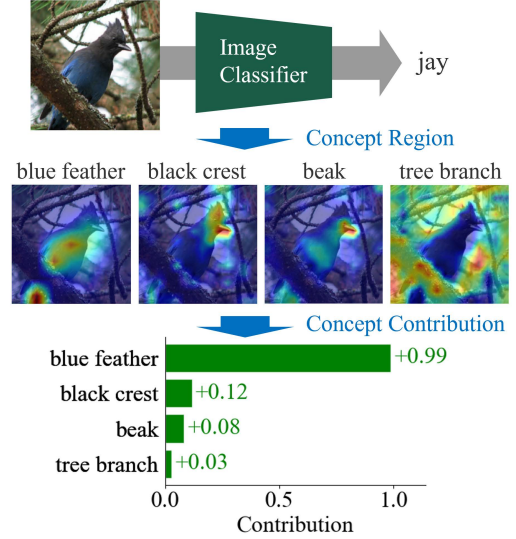 Image
Classifier
jay
Concept Region
blue feather
black crest
beak
tree branch
Concept Contribution
blue feather
+0.99
black crest
+0.12
beak
+0.08
tree branch
+0.03
0.0
0.5
1.0
Contribution